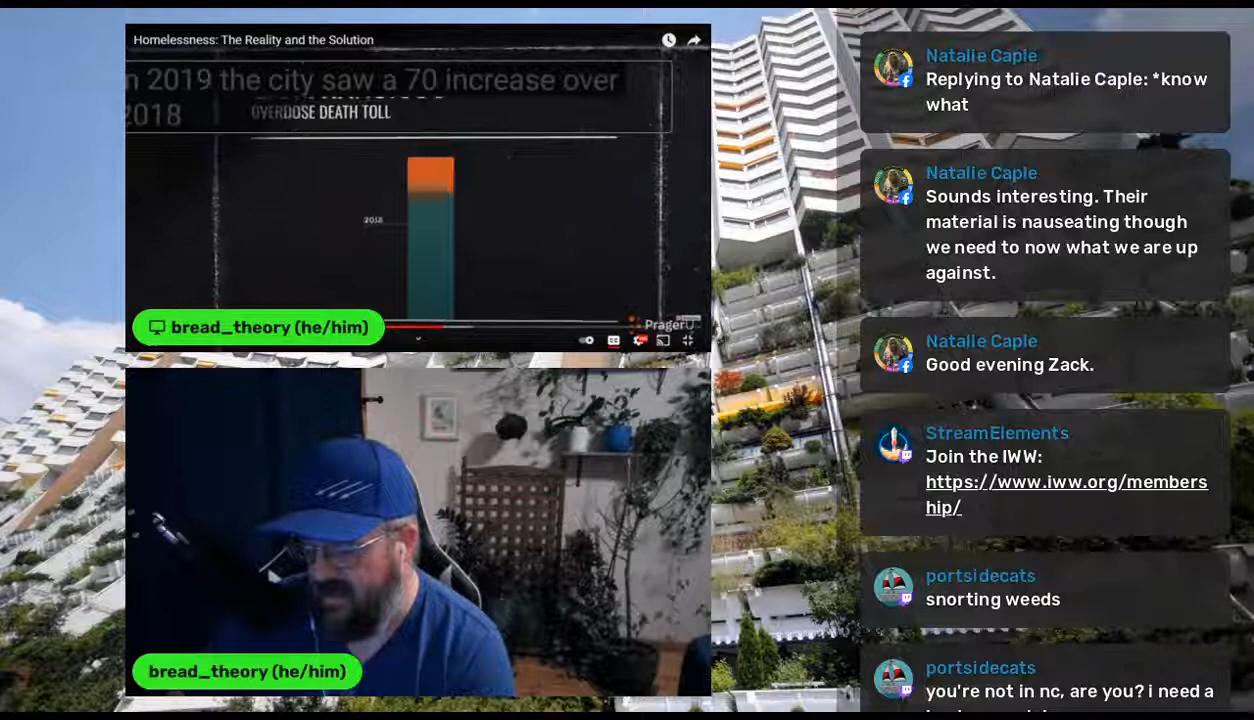 Homelessness: The Reality and the Solution
n 2019 the city saw a 70 increase over
2018
OVERDOSE DEATH TOLL
2018
PragerU
bread_theory (he/him)
bread_theory (he/him)
Natalie Caple
Replying to Natalie Caple: *know
what
Natalie Caple
Sounds interesting. Their
material is nauseating though
we need to now what we are up
against.
Natalie Caple
Good evening Zack.
StreamElements
Join the IWW:
https://www.iww.org/members
hip/
portsidecats
snorting weeds
portsidecats
you're not in nc, are you? i need a